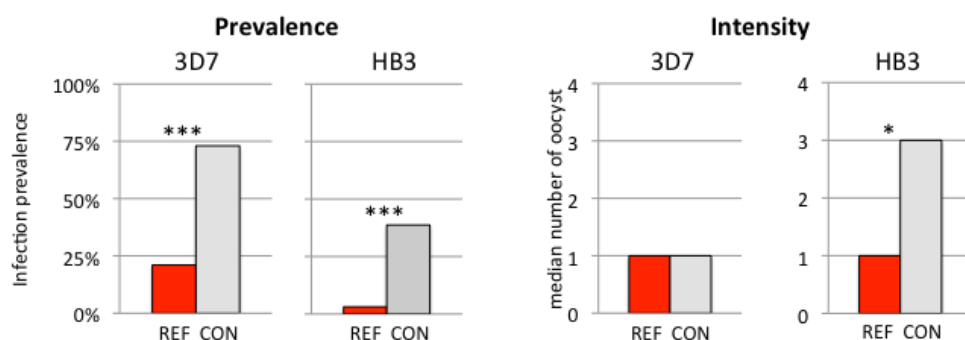 Prevalence
3D7 HB3
Infection prevalence
100%
75%
50%
25%
0%
***
***
REF CON REF CON
Intensity
3D7 HB3
median number of oocyst
4
3
2
1
0
4
3
2
1
0
*
REF CON REF CON